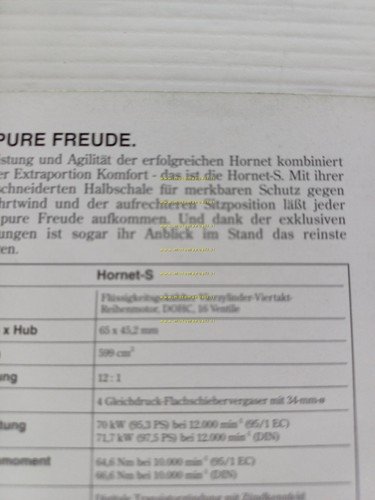 PURE FREUDE.
istung und Agilität der erfolgreichen Hornet kombiniert
er Extraportion Komfort - das ist die Hornet-S. Mit ihrer
schneiderten Halbschale für merkbaren Schutz gegen
hrtwind und der aufrechteren Sitzposition läßt jeder
pure Freude aufkommen. Und dank der exklusiven
ungen ist sogar ihr Anblick im Stand das reinste
en.
Hornet-S
Vierzylinder-Viertakt-
Reihenmotor, DOHC, 16 Ventile
x Hub 65 x 45,2 mm
599 cm³
ung 12 : 1
4 Gleichdruck-Flachschiebervergaser mit 34-mm-ø
tung 70 kW (95,3 PS) bei 12.000 min⁻¹ (95/1 EC)
71,7 kW (97,5 PS) bei 12.000 min⁻¹ (DIN)
moment 64,6 Nm bei 10.000 min⁻¹ (95/1 EC)
66,6 Nm bei 10.000 min⁻¹ (DIN)